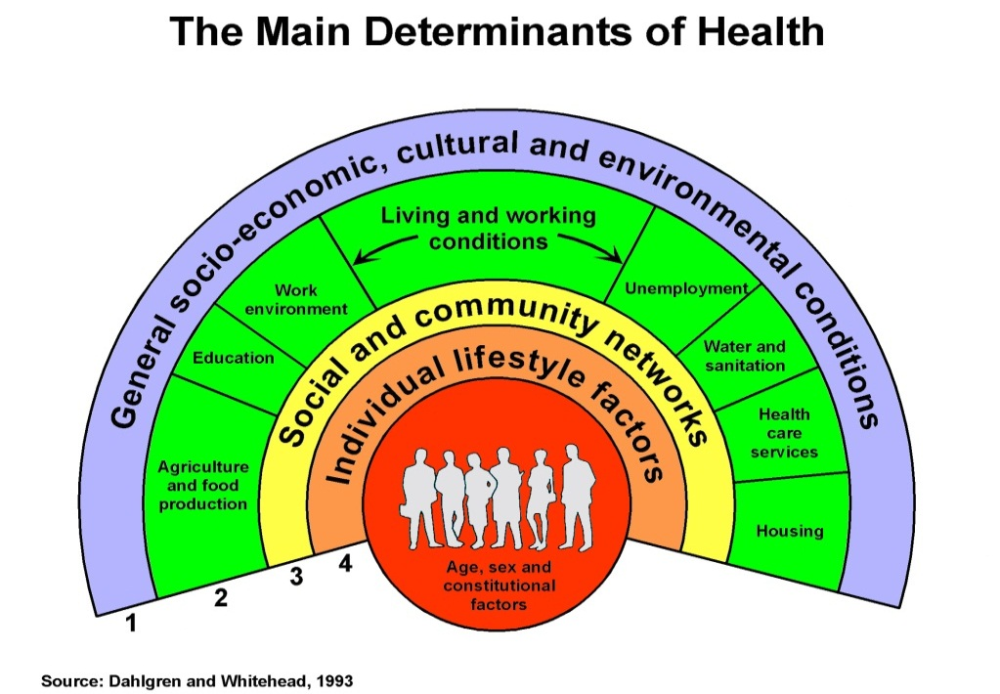 The Main Determinants of Health
General socio-economic, cultural and environmental conditions
Living and working
conditions
Work
environment
Unemployment
Education
Water and
sanitation
Agriculture
and food
production
Health
care
services
Housing
Social and community networks
Individual lifestyle factors
Age, sex and
constitutional
factors
1
2
3
4
Source: Dahlgren and Whitehead, 1993